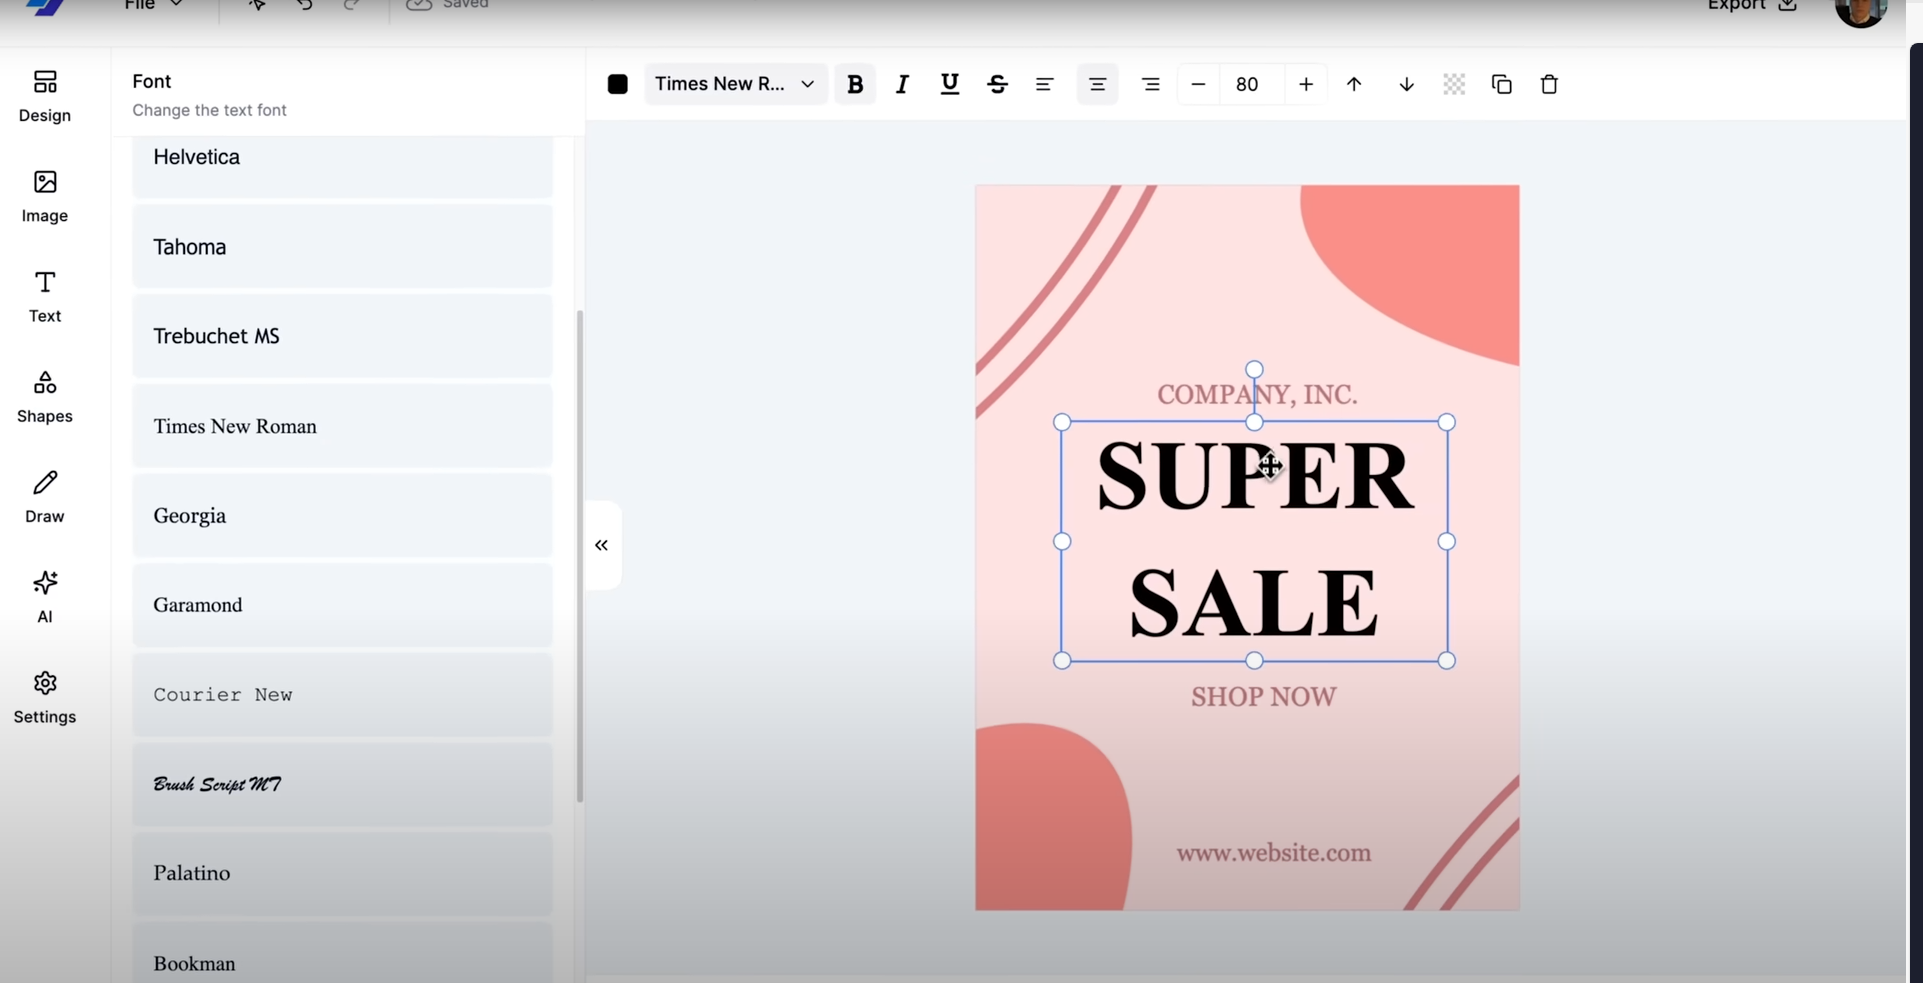 File
Saved
Export
Design
Image
Text
Shapes
Draw
AI
Settings
Font
Change the text font
Helvetica
Tahoma
Trebuchet MS
Times New Roman
Georgia
Garamond
Courier New
Brush Script MT
Palatino
Bookman
Times New R...
B I U S
80
COMPANY, INC.
SUPER
SALE
SHOP NOW
www.website.com